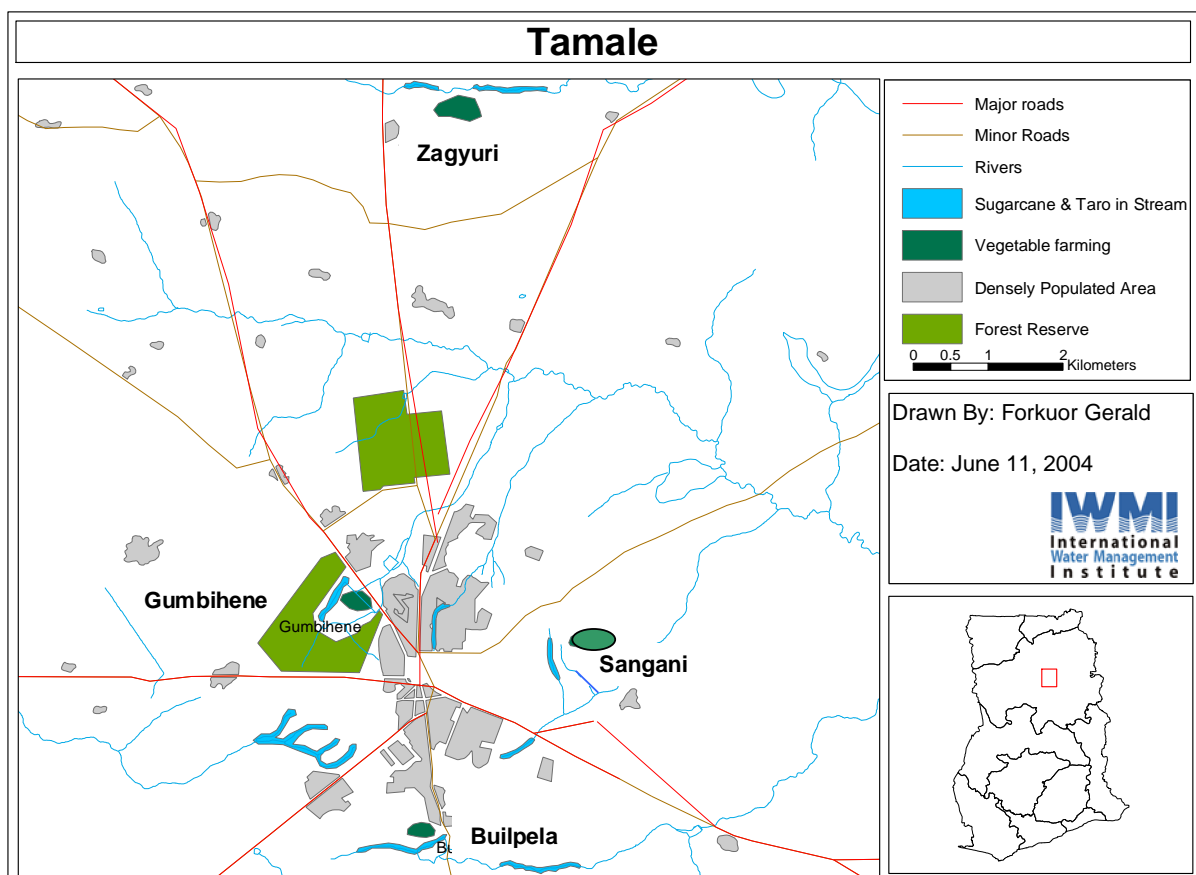 Tamale
Zagyuri
Gumbihene
Gumbihene
Sangani
Builpela
Bu
Major roads
Minor Roads
Rivers
Sugarcane & Taro in Stream
Vegetable farming
Densely Populated Area
Forest Reserve
0 0.5 1 2
Kilometers
Drawn By: Forkuor Gerald
Date: June 11, 2004
IWMI
International
Water Management
Institute